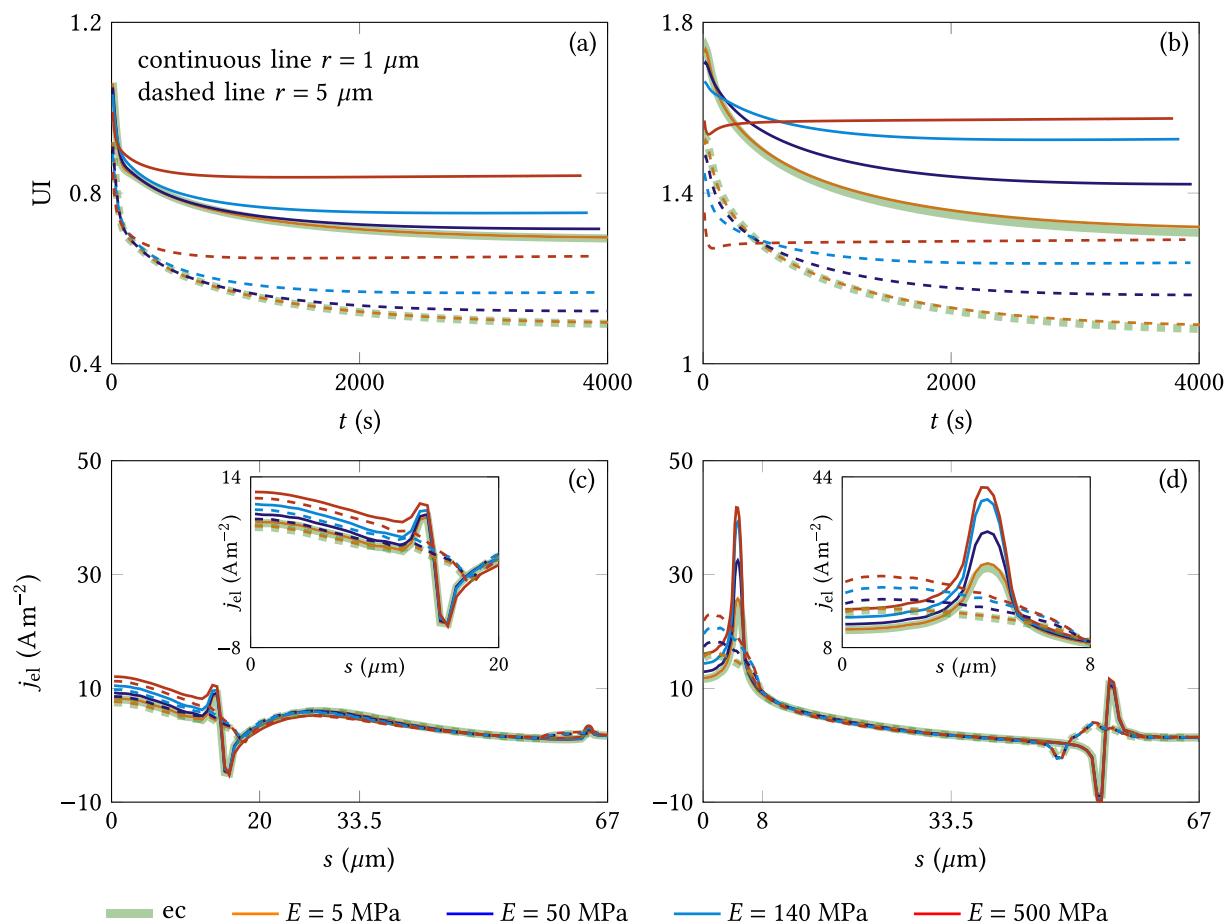 1.2
(a)
continuous line r = 1 μm
dashed line r = 5 μm
UI
0.8
0.4
0
2000
4000
t (s)
1.8
(b)
1.4
1
0
2000
4000
t (s)
50
(c)
14
j_el (Am⁻²)
−8
0
s (μm)
20
j_el (Am⁻²)
30
10
−10
0
20
33.5
67
s (μm)
50
(d)
44
j_el (Am⁻²)
8
0
s (μm)
8
30
10
−10
0
8
33.5
67
s (μm)
ec
E = 5 MPa
E = 50 MPa
E = 140 MPa
E = 500 MPa